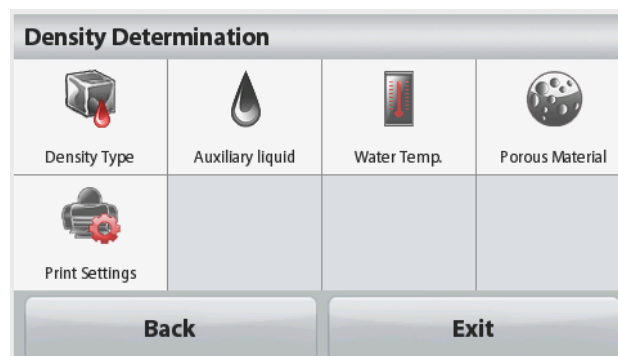 Density Determination
Density Type
Auxiliary liquid
Water Temp.
Porous Material
Print Settings
Back
Exit